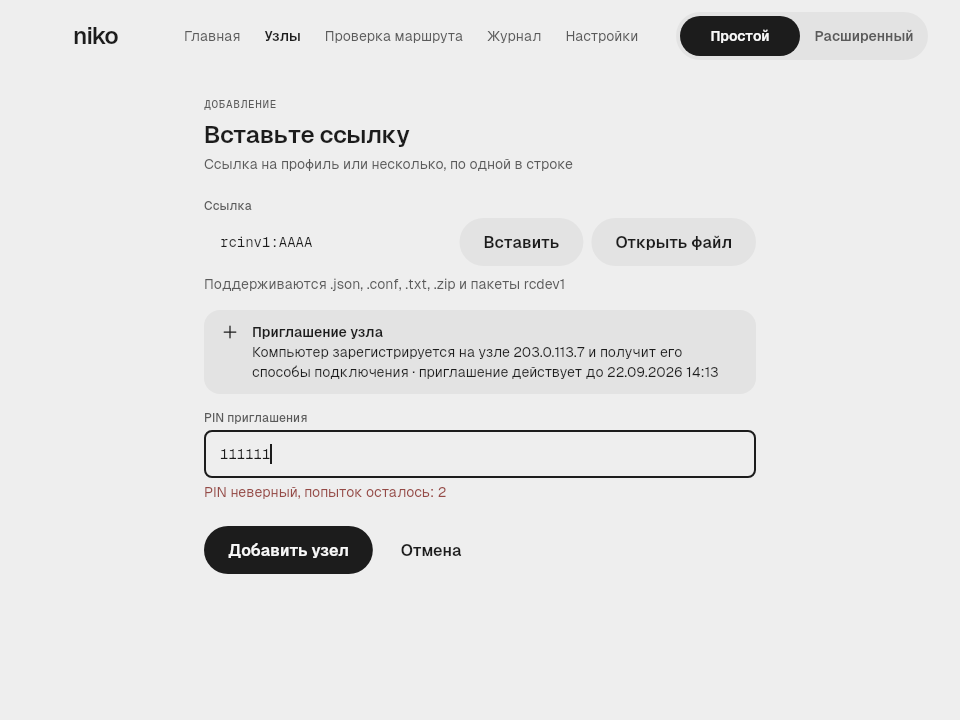 niko
Главная Узлы Проверка маршрута Журнал Настройки Простой Расширенный
ДОБАВЛЕНИЕ
Вставьте ссылку
Ссылка на профиль или несколько, по одной в строке
Ссылка
rcinv1:AAAA Вставить Открыть файл
Поддерживаются .json, .conf, .txt, .zip и пакеты rcdev1
Приглашение узла
Компьютер зарегистрируется на узле 203.0.113.7 и получит его
способы подключения · приглашение действует до 22.09.2026 14:13
PIN приглашения
111111
PIN неверный, попыток осталось: 2
Добавить узел Отмена